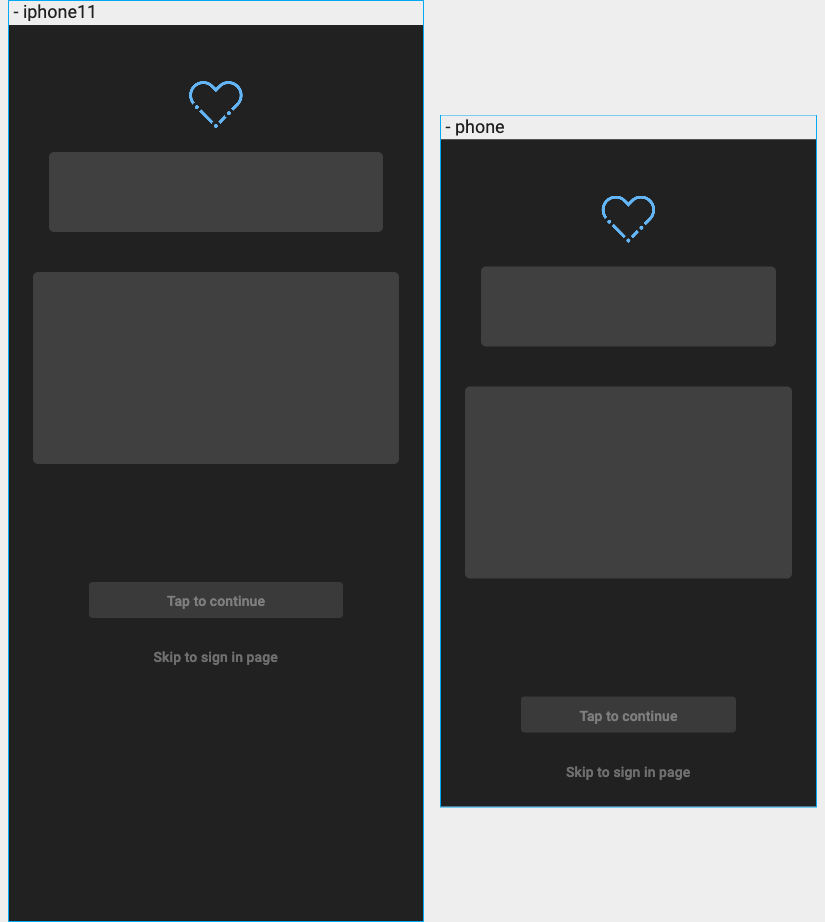 - iphone11
Tap to continue
Skip to sign in page
- phone
Tap to continue
Skip to sign in page